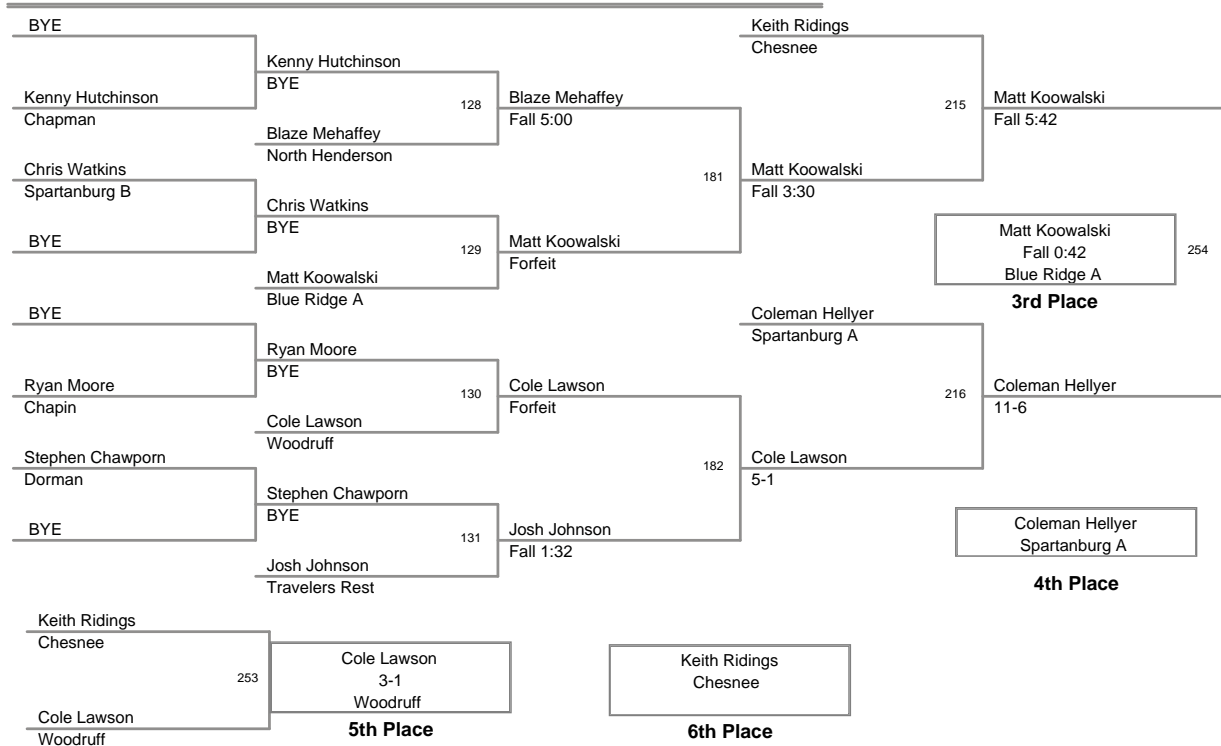 BYE
Keith Ridings
Chesnee
Kenny Hutchinson
BYE
Kenny Hutchinson
Chapman
128
Blaze Mehaffey
Fall 5:00
215
Matt Koowalski
Fall 5:42
Blaze Mehaffey
North Henderson
Chris Watkins
Spartanburg B
181
Matt Koowalski
Fall 3:30
Chris Watkins
BYE
BYE
129
Matt Koowalski
Forfeit
Matt Koowalski
Fall 0:42
Blue Ridge A
254
3rd Place
Matt Koowalski
Blue Ridge A
BYE
Coleman Hellyer
Spartanburg A
Ryan Moore
BYE
Ryan Moore
Chapin
130
Cole Lawson
Forfeit
216
Coleman Hellyer
11-6
Cole Lawson
Woodruff
Stephen Chawporn
Dorman
182
Cole Lawson
5-1
Stephen Chawporn
BYE
BYE
131
Josh Johnson
Fall 1:32
Coleman Hellyer
Spartanburg A
4th Place
Josh Johnson
Travelers Rest
Keith Ridings
Chesnee
253
Cole Lawson
3-1
Woodruff
5th Place
Keith Ridings
Chesnee
6th Place
Cole Lawson
Woodruff